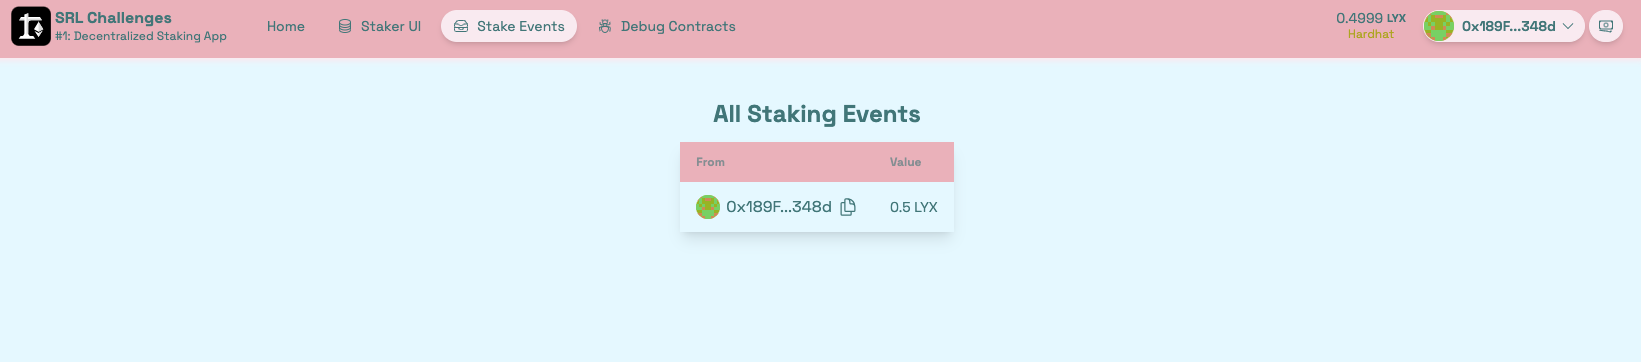 SRL Challenges
#1: Decentralized Staking App
Home
Staker UI
Stake Events
Debug Contracts
0.4999 LYX
Hardhat
0x189F...348d
All Staking Events
From Value
0x189F...348d 0.5 LYX